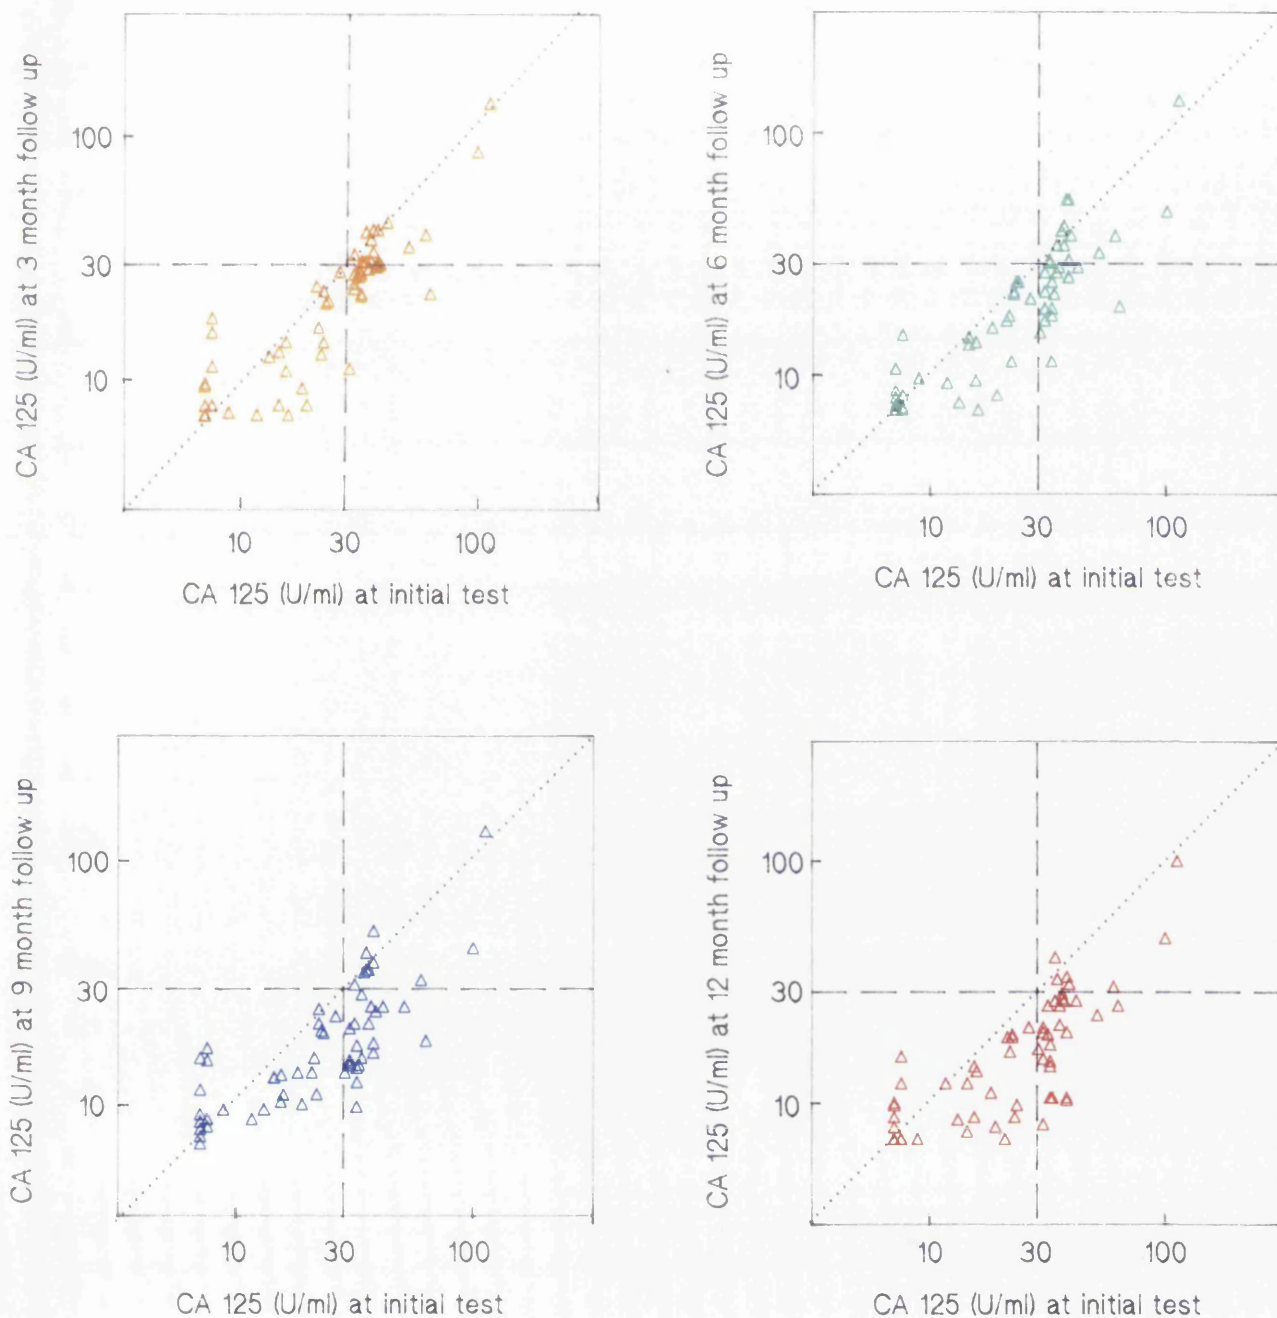 CA 125 (U/ml) at 3 month follow up
100
30
10
10 30 100
CA 125 (U/ml) at initial test
CA 125 (U/ml) at 6 month follow up
100
30
10
10 30 100
CA 125 (U/ml) at initial test
CA 125 (U/ml) at 9 month follow up
100
30
10
10 30 100
CA 125 (U/ml) at initial test
CA 125 (U/ml) at 12 month follow up
100
30
10
10 30 100
CA 125 (U/ml) at initial test